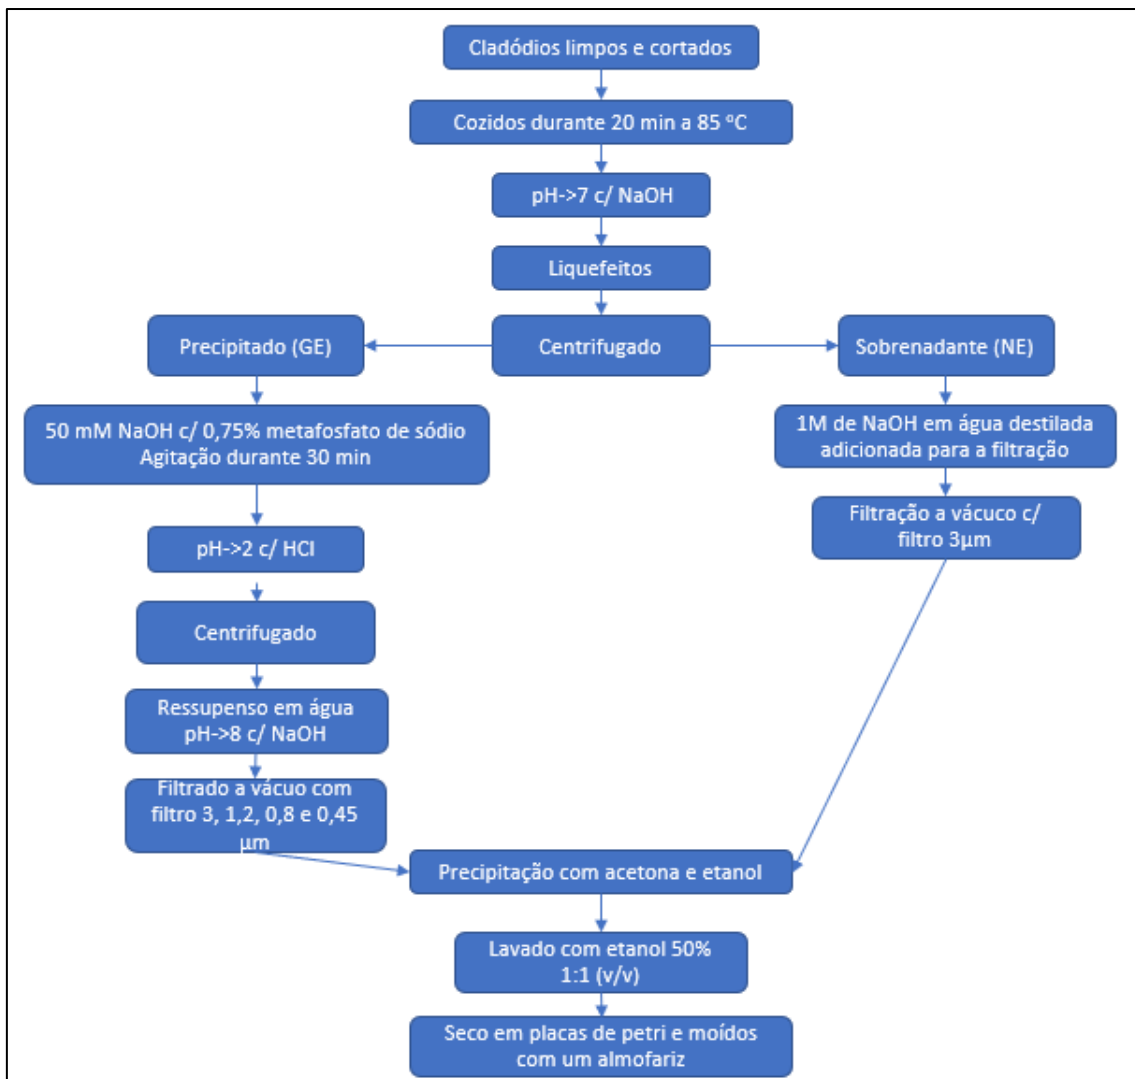 Cladódios limpos e cortados
Cozidos durante 20 min a 85 ºC
pH->7 c/ NaOH
Liquefeitos
Centrifugado
Precipitado (GE)
50 mM NaOH c/ 0,75% metafosfato de sódio
Agitação durante 30 min
pH->2 c/ HCl
Centrifugado
Ressupenso em água
pH->8 c/ NaOH
Filtrado a vácuo com
filtro 3, 1,2, 0,8 e 0,45
µm
Sobrenadante (NE)
1M de NaOH em água destilada
adicionada para a filtração
Filtração a vácuco c/
filtro 3µm
Precipitação com acetona e etanol
Lavado com etanol 50%
1:1 (v/v)
Seco em placas de petri e moídos
com um almofariz